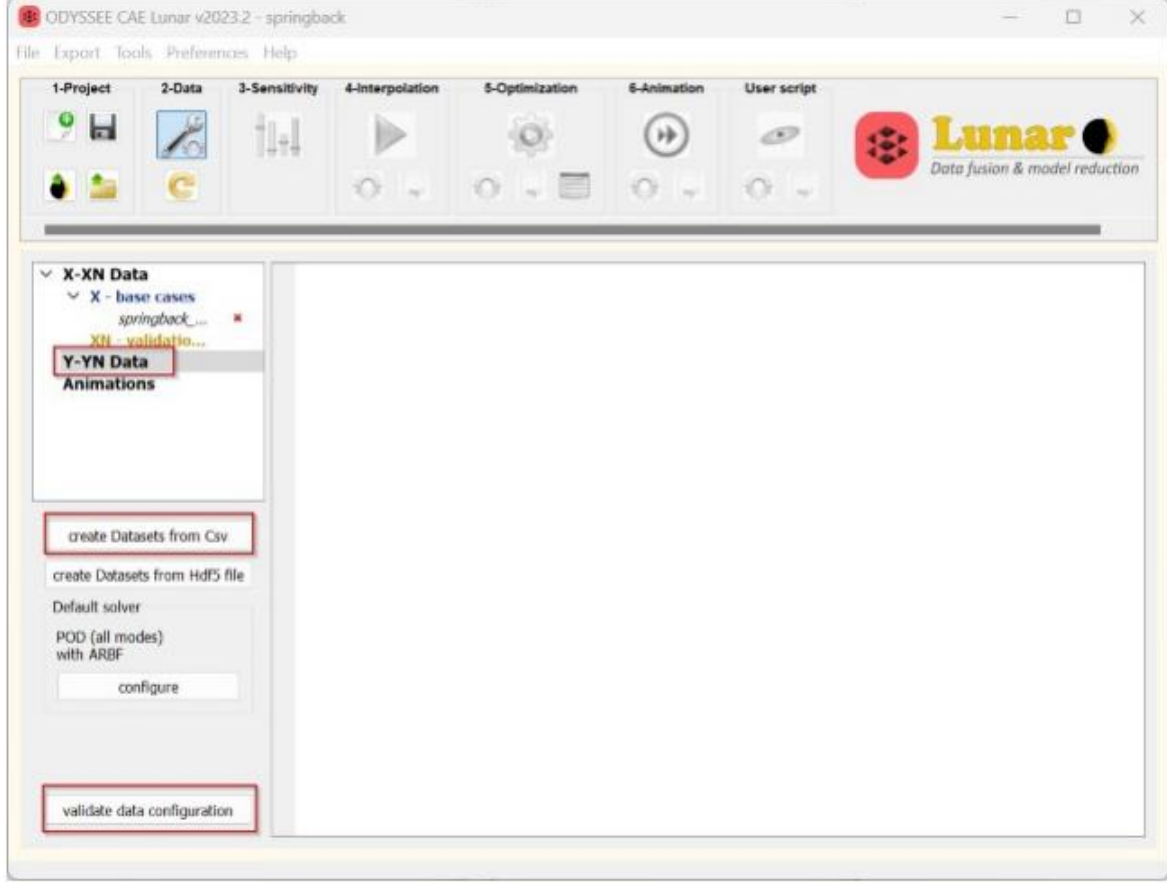 ODYSSEE CAE Lunar v2023.2 - springback
File Export Tools Preferences Help
1-Project 2-Data 3-Sensitivity 4-Interpolation 5-Optimization 6-Animation User script
Lunar
Data fusion & model reduction
X-XN Data
X - base cases
springback_...
XN - validatio...
Y-YN Data
Animations
create Datasets from Csv
create Datasets from Hdf5 file
Default solver
POD (all modes)
with ARBF
configure
validate data configuration